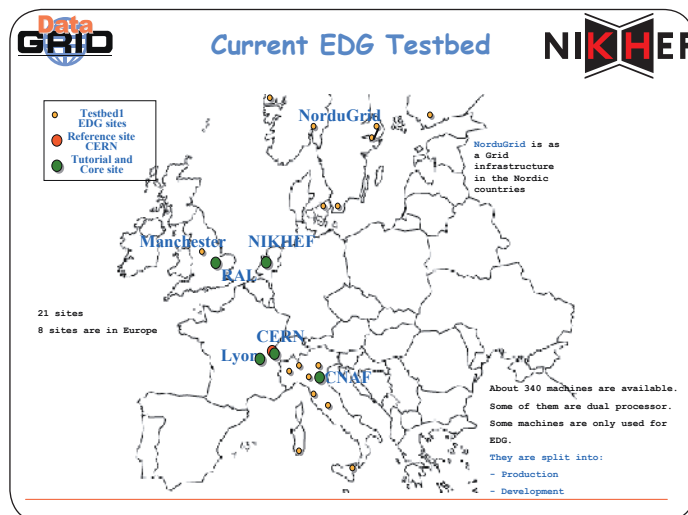 Data
GRID
Current EDG Testbed
NIKHEF
Testbed1
EDG sites
Reference site
CERN
Tutorial and
Core site
NorduGrid
NorduGrid is as
a Grid
infrastructure
in the Nordic
countries
Manchester
NIKHEF
RAL
21 sites
8 sites are in Europe
CERN
Lyon
CNAF
About 340 machines are available.
Some of them are dual processor.
Some machines are only used for
EDG.
They are split into:
- Production
- Development